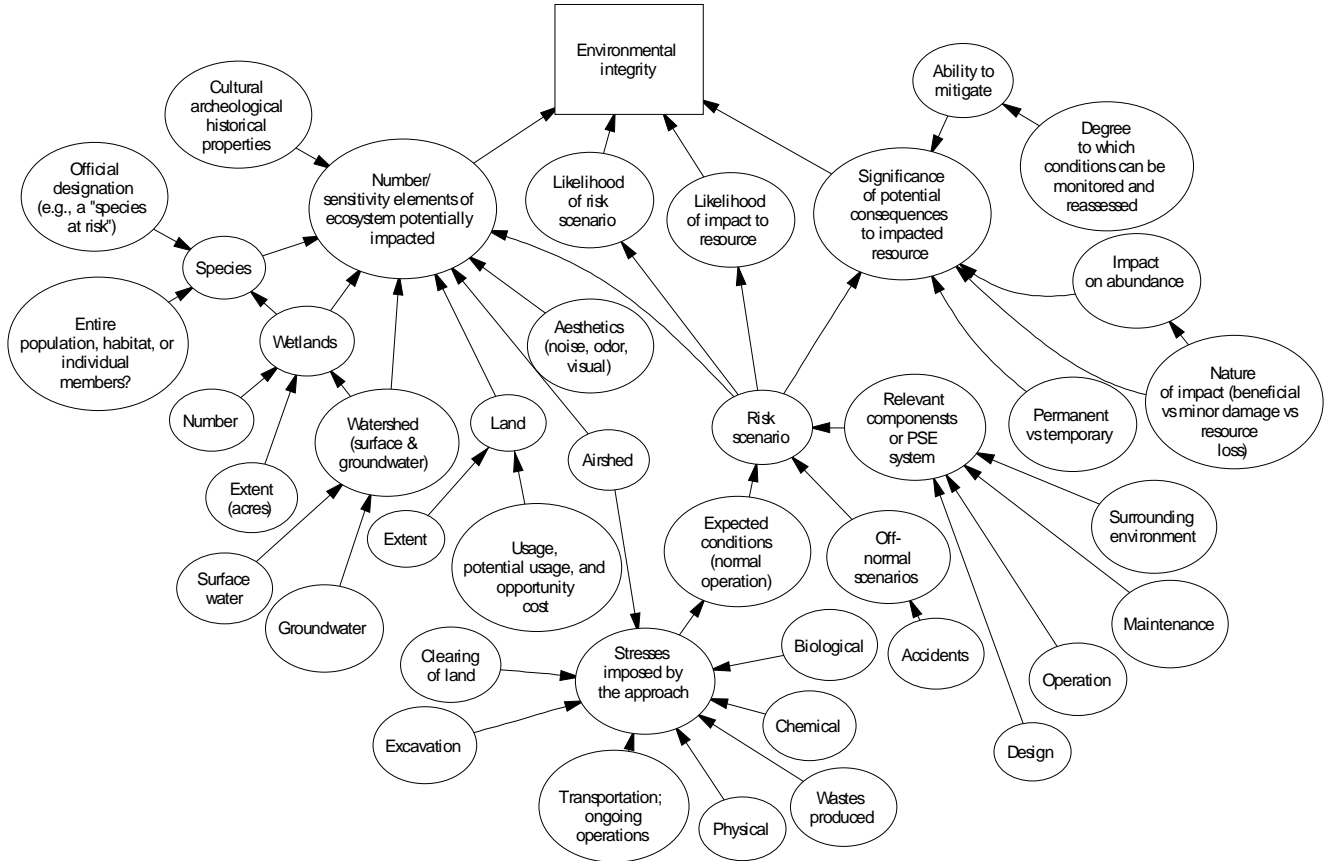 Environmental
integrity
Ability to
mitigate
Cultural
archeological
historical
properties
Degree
to which
conditions can be
monitored and
reassessed
Official
designation
(e.g., a "species
at risk")
Number/
sensitivity elements of
ecosystem potentially
impacted
Likelihood
of risk
scenario
Likelihood
of impact to
resource
Significance
of potential
consequences
to impacted
resource
Species
Impact
on abundance
Entire
population, habitat, or
individual
members?
Wetlands
Aesthetics
(noise, odor,
visual)
Nature
of impact (beneficial
vs minor damage vs
resource
loss)
Number
Watershed
(surface &
groundwater)
Land
Airshed
Risk
scenario
Relevant
componensts
or PSE
system
Permanent
vs temporary
Extent
(acres)
Extent
Usage,
potential usage, and
opportunity
cost
Expected
conditions
(normal
operation)
Off-
normal
scenarios
Surrounding
environment
Surface
water
Groundwater
Maintenance
Clearing
of land
Stresses
imposed by
the approach
Biological
Accidents
Operation
Excavation
Chemical
Design
Transportation;
ongoing
operations
Physical
Wastes
produced